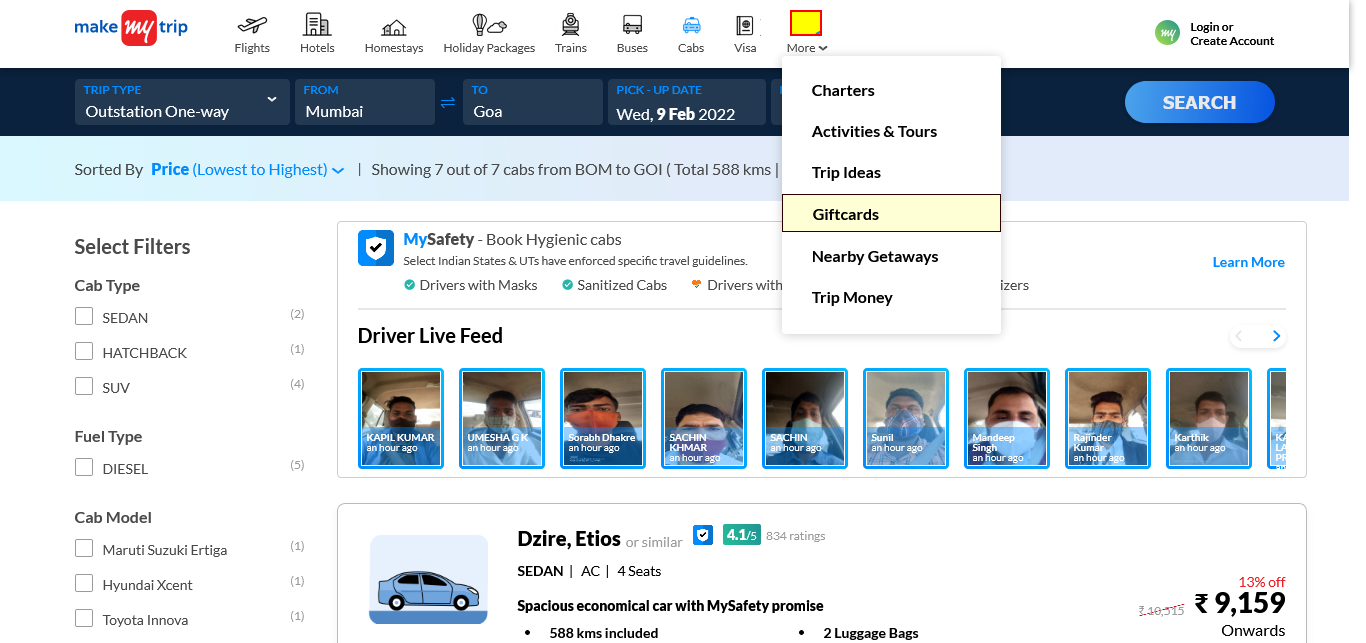 make my trip
Flights
Hotels
Homestays
Holiday Packages
Trains
Buses
Cabs
Visa
More
my
Login or
Create Account
TRIP TYPE
Outstation One-way
FROM
Mumbai
TO
Goa
PICK - UP DATE
Wed, 9 Feb 2022
SEARCH
Charters
Activities & Tours
Trip Ideas
Giftcards
Nearby Getaways
Trip Money
Sorted By Price (Lowest to Highest) | Showing 7 out of 7 cabs from BOM to GOI ( Total 588 kms |
Select Filters
Cab Type
SEDAN (2)
HATCHBACK (1)
SUV (4)
Fuel Type
DIESEL (5)
Cab Model
Maruti Suzuki Ertiga (1)
Hyundai Xcent (1)
Toyota Innova (1)
MySafety - Book Hygienic cabs
Select Indian States & UTs have enforced specific travel guidelines.
Drivers with Masks
Sanitized Cabs
Drivers with
izers
Learn More
Driver Live Feed
KAPIL KUMAR
an hour ago
UMESHA G K
an hour ago
Sorabh Dhakre
an hour ago
SACHIN
KHMAR
an hour ago
SACHIN
an hour ago
Sunil
an hour ago
Mandeep
Singh
an hour ago
Rajinder
Kumar
an hour ago
Karthik
an hour ago
Dzire, Etios or similar 4.1/5 834 ratings
SEDAN | AC | 4 Seats
Spacious economical car with MySafety promise
• 588 kms included
• 2 Luggage Bags
13% off
₹ 10,515 ₹ 9,159
Onwards